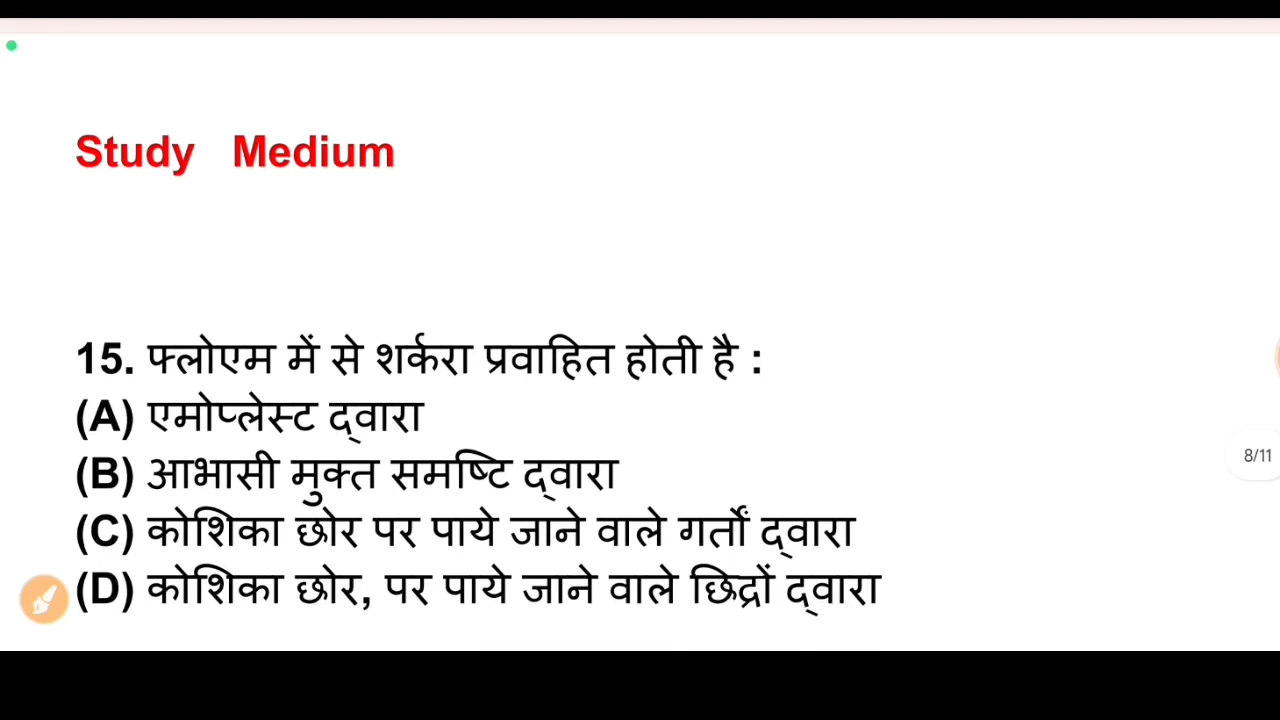 Study Medium
15. फ्लोएम में से शर्करा प्रवाहित होती है :
(A) एमोप्लेस्ट द्वारा
(B) आभासी मुक्त समष्टि द्वारा
(C) कोशिका छोर पर पाये जाने वाले गर्तों द्वारा
8/11
(D) कोशिका छोर, पर पाये जाने वाले छिद्रों द्वारा